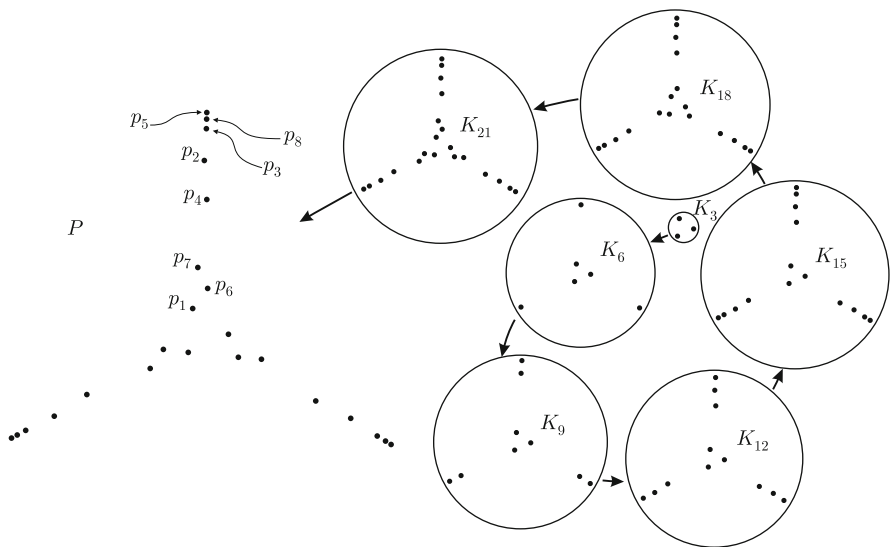 K₁₈
p₅
K₂₁
p₈
p₂
p₃
p₄
K₃
P
K₆
K₁₅
p₇
p₆
p₁
K₉
K₁₂